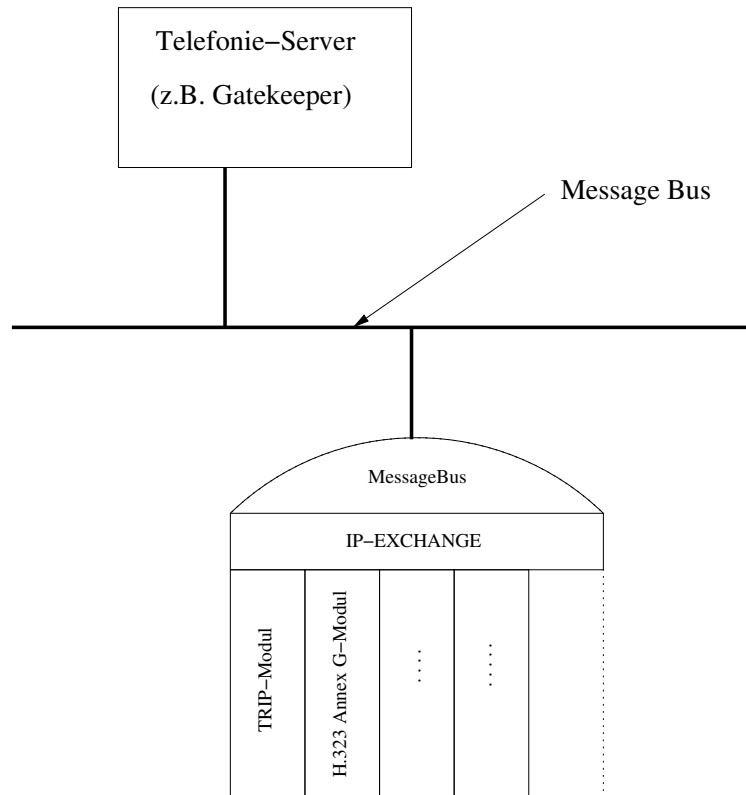 Telefonie−Server
(z.B. Gatekeeper)
Message Bus
MessageBus
IP−EXCHANGE
TRIP−Modul
H.323 Annex G−Modul
....
.....